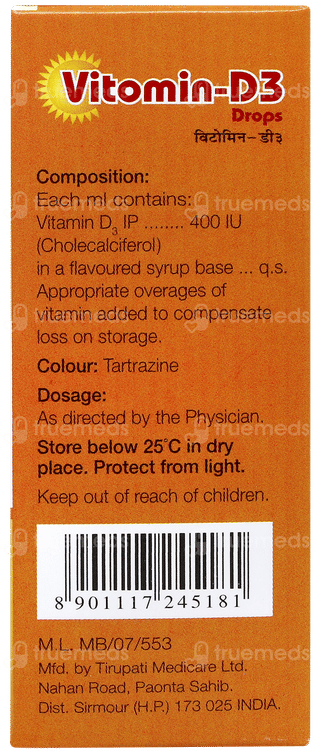 Vitomin-D3
Drops
विटोमिन-डी३
Composition:
Each ml contains:
Vitamin D₃ IP ........ 400 IU
(Cholecalciferol)
in a flavoured syrup base ... q.s.
Appropriate overages of
vitamin added to compensate
loss on storage.
Colour: Tartrazine
Dosage:
As directed by the Physician.
Store below 25°C in dry
place. Protect from light.
Keep out of reach of children.
8 901117 245181
M.L. MB/07/553
Mfd. by Tirupati Medicare Ltd.
Nahan Road, Paonta Sahib.
Dist. Sirmour (H.P.) 173 025 INDIA.
truemeds